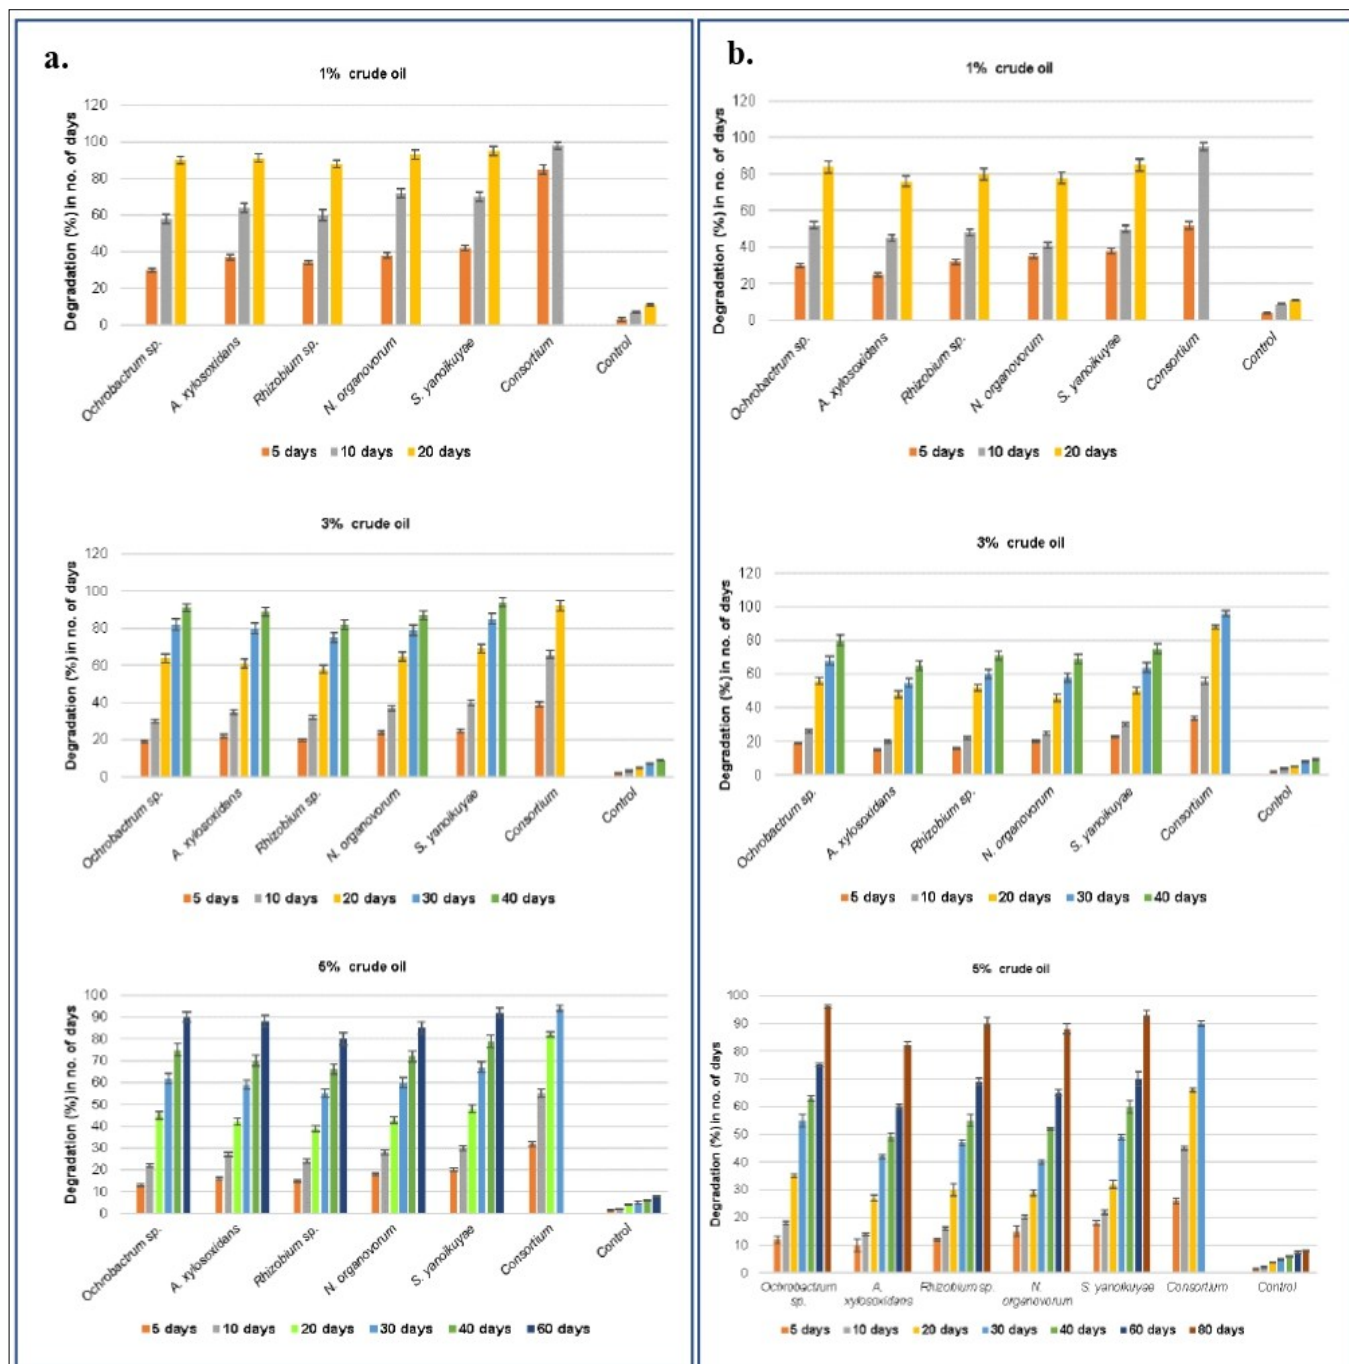 a.
1% crude oil
Degradation (%) in no. of days
120
100
80
60
40
20
0
Ochrobactrum sp.
A. xylosoxidans
Rhizobium sp.
N. organovorum
S. yanoikuyae
Consortium
Control
5 days 10 days 20 days
3% crude oil
Degradation (%) in no. of days
120
100
80
60
40
20
0
Ochrobactrum sp.
A. xylosoxidans
Rhizobium sp.
N. organovorum
S. yanoikuyae
Consortium
Control
5 days 10 days 20 days 30 days 40 days
5% crude oil
Degradation (%) in no. of days
100
90
80
70
60
50
40
30
20
10
0
Ochrobactrum sp.
A. xylosoxidans
Rhizobium sp.
N. organovorum
S. yanoikuyae
Consortium
Control
5 days 10 days 20 days 30 days 40 days 60 days
b.
1% crude oil
Degradation (%) in no. of days
120
100
80
60
40
20
0
Ochrobactrum sp.
A. xylosoxidans
Rhizobium sp.
N. organovorum
S. yanoikuyae
Consortium
Control
5 days 10 days 20 days
3% crude oil
Degradation (%) in no. of days
120
100
80
60
40
20
0
Ochrobactrum sp.
A. xylosoxidans
Rhizobium sp.
N. organovorum
S. yanoikuyae
Consortium
Control
5 days 10 days 20 days 30 days 40 days
5% crude oil
Degradation (%) in no. of days
100
90
80
70
60
50
40
30
20
10
0
Ochrobactrum A. Rhizobium sp. N. S. yanoikuyae Consortium Control
sp. xylosoxidans organovorum
5 days 10 days 20 days 30 days 40 days 60 days 80 days